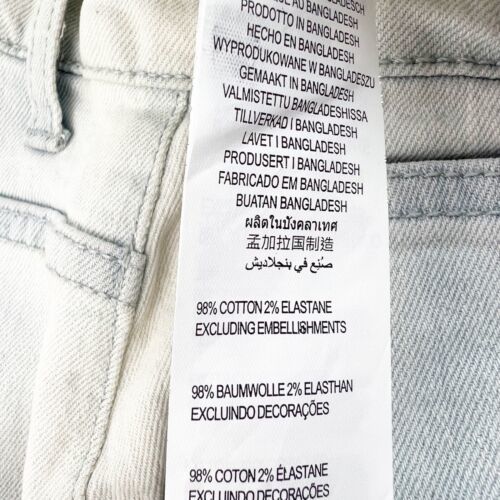 AU BANGLADESH
PRODOTTO IN BANGLADESH
HECHO EN BANGLADESH
WYPRODUKOWANE W BANGLADESZU
GEMAAKT IN BANGLADESH
VALMISTETTU BANGLADESHISSA
TILLVERKAD I BANGLADESH
LAVET I BANGLADESH
PRODUSERT I BANGLADESH
FABRICADO EM BANGLADESH
BUATAN BANGLADESH
ผลิตในบังคลาเทศ
孟加拉国制造
صُنِع في بنجلاديش
98% COTTON 2% ELASTANE
EXCLUDING EMBELLISHMENTS
98% BAUMWOLLE 2% ELASTHAN
EXCLUINDO DECORAÇÕES
98% COTON 2% ÉLASTANE
EXCLUINDO DECORAÇÕES